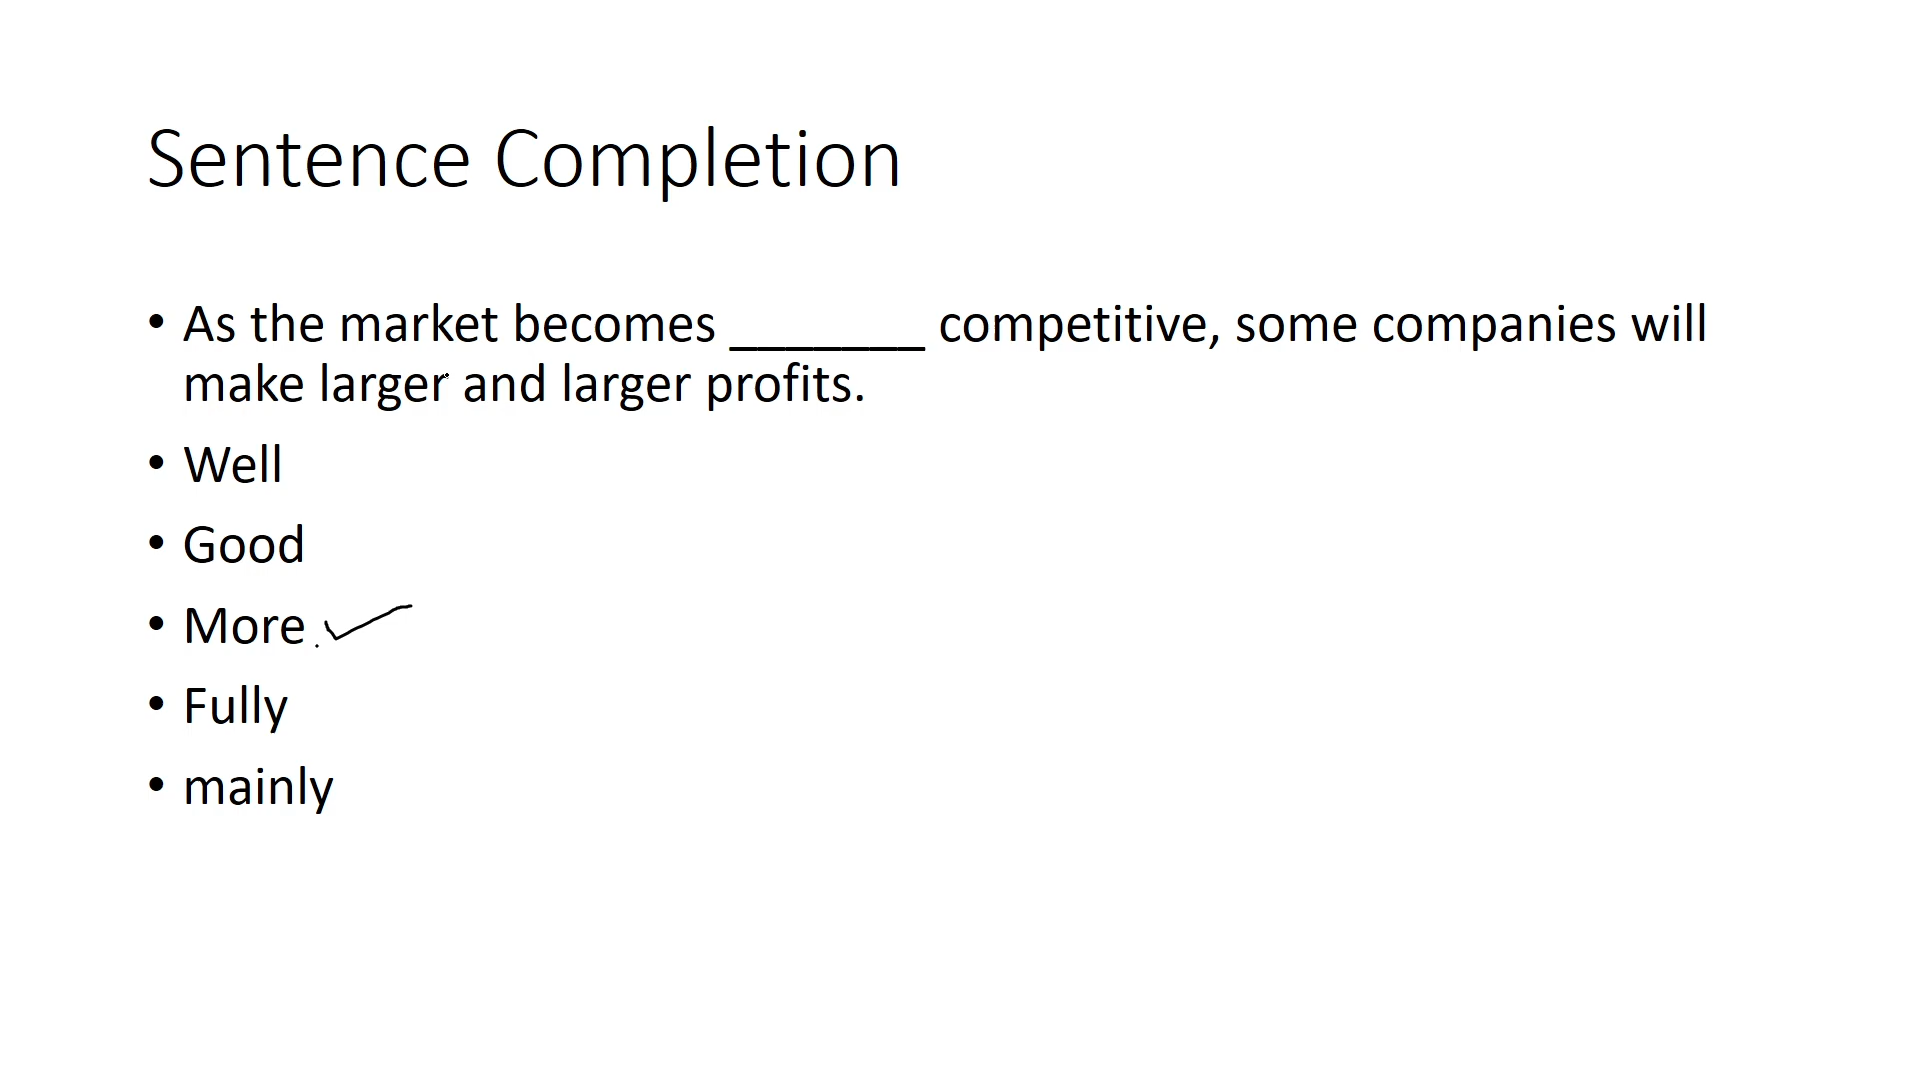 Sentence Completion
• As the market becomes _______ competitive, some companies will
make larger and larger profits.
• Well
• Good
• More
• Fully
• mainly